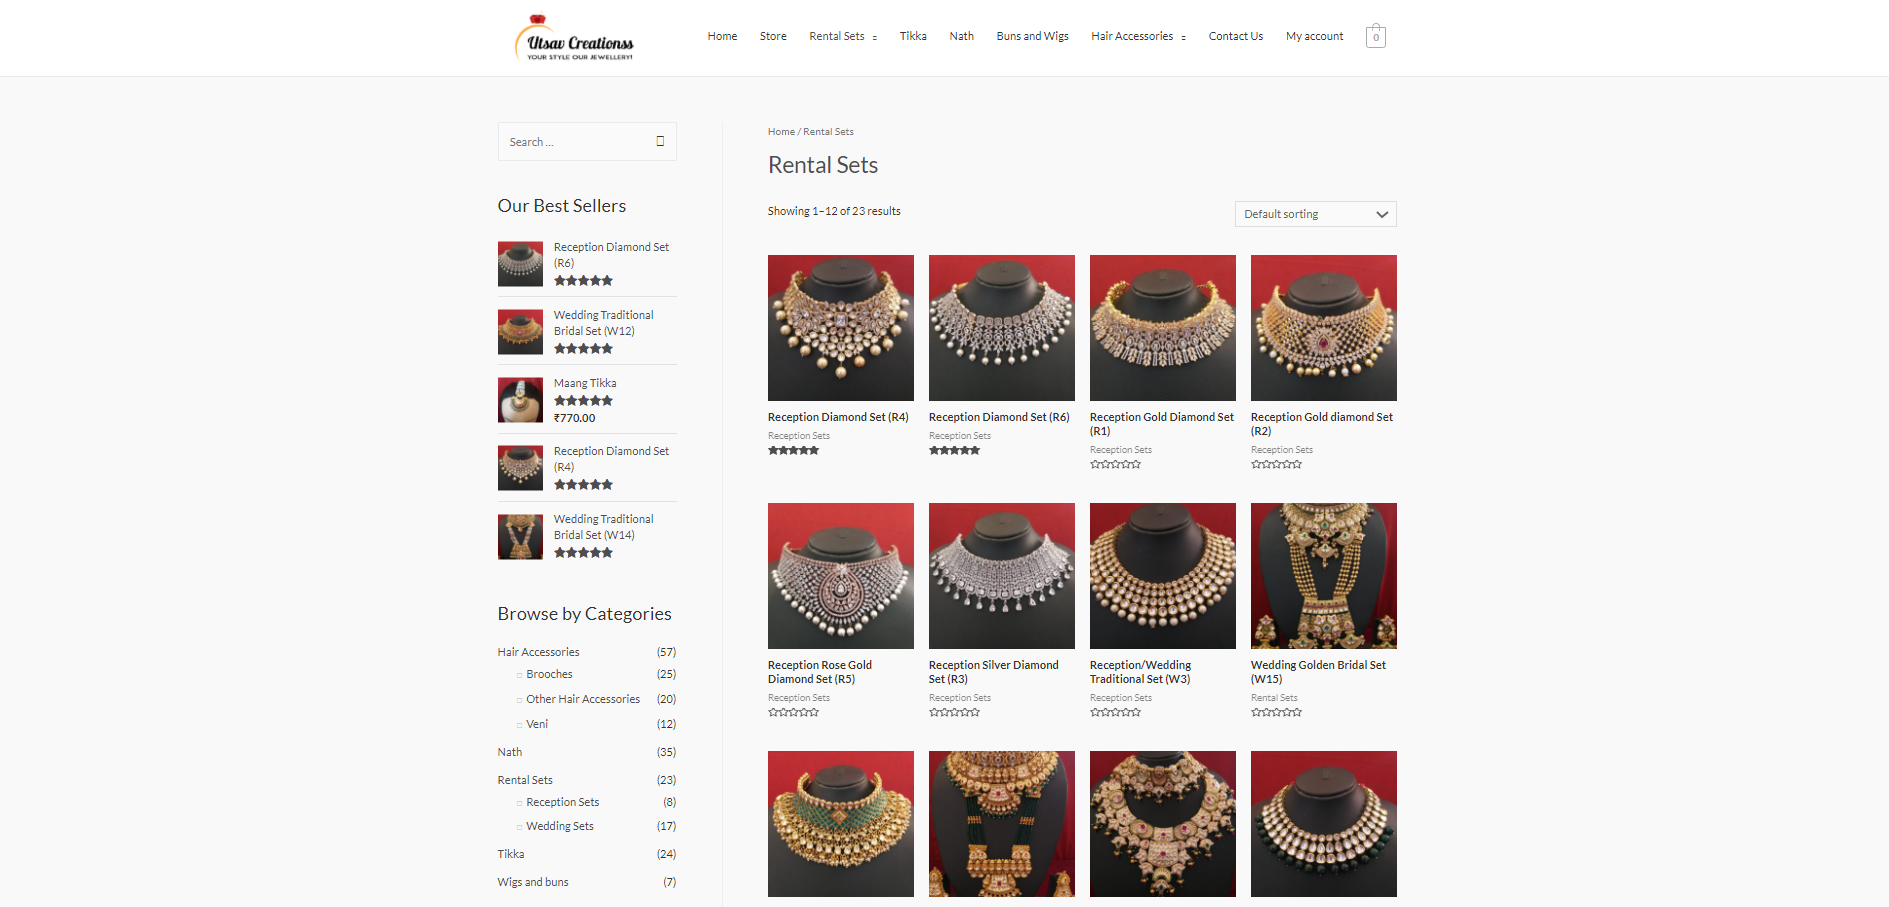 Utsav Creationss
YOUR STYLE OUR JEWELLERY!
Home Store Rental Sets Tikka Nath Buns and Wigs Hair Accessories Contact Us My account 0
Search ...
Our Best Sellers
Reception Diamond Set
(R6)
Wedding Traditional
Bridal Set (W12)
Maang Tikka
₹770.00
Reception Diamond Set
(R4)
Wedding Traditional
Bridal Set (W14)
Browse by Categories
Hair Accessories (57)
Brooches (25)
Other Hair Accessories (20)
Veni (12)
Nath (35)
Rental Sets (23)
Reception Sets (8)
Wedding Sets (17)
Tikka (24)
Wigs and buns (7)
Home / Rental Sets
Rental Sets
Showing 1–12 of 23 results
Default sorting
Reception Diamond Set (R4)
Reception Sets
Reception Diamond Set (R6)
Reception Sets
Reception Gold Diamond Set
(R1)
Reception Sets
Reception Gold diamond Set
(R2)
Reception Sets
Reception Rose Gold
Diamond Set (R5)
Reception Sets
Reception Silver Diamond
Set (R3)
Reception Sets
Reception/Wedding
Traditional Set (W3)
Reception Sets
Wedding Golden Bridal Set
(W15)
Rental Sets